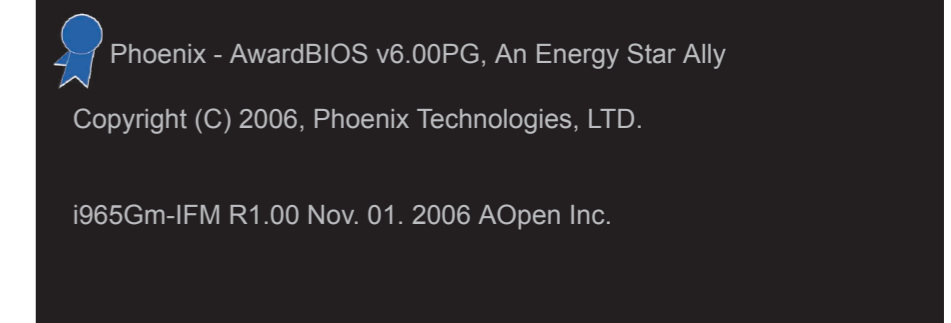 Phoenix - AwardBIOS v6.00PG, An Energy Star Ally
Copyright (C) 2006, Phoenix Technologies, LTD.
i965Gm-IFM R1.00 Nov. 01. 2006 AOpen Inc.